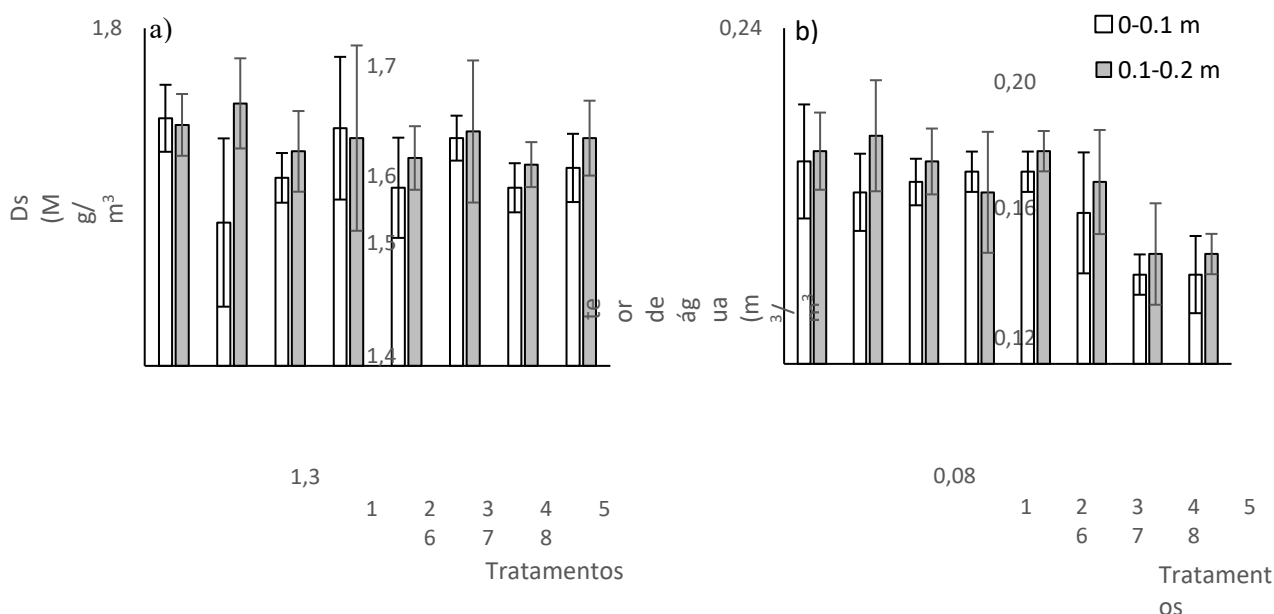 1,8
a)
1,7
1,6
1,5
1,4
1,3
Ds
(M
g/
m³
1 2 3 4 5
6 7 8
Tratamentos
0,24
b)
0-0.1 m
0.1-0.2 m
0,20
0,16
0,12
0,08
te
or
de
ág
ua
(m
³/
m³
1 2 3 4 5
6 7 8
Tratament
os